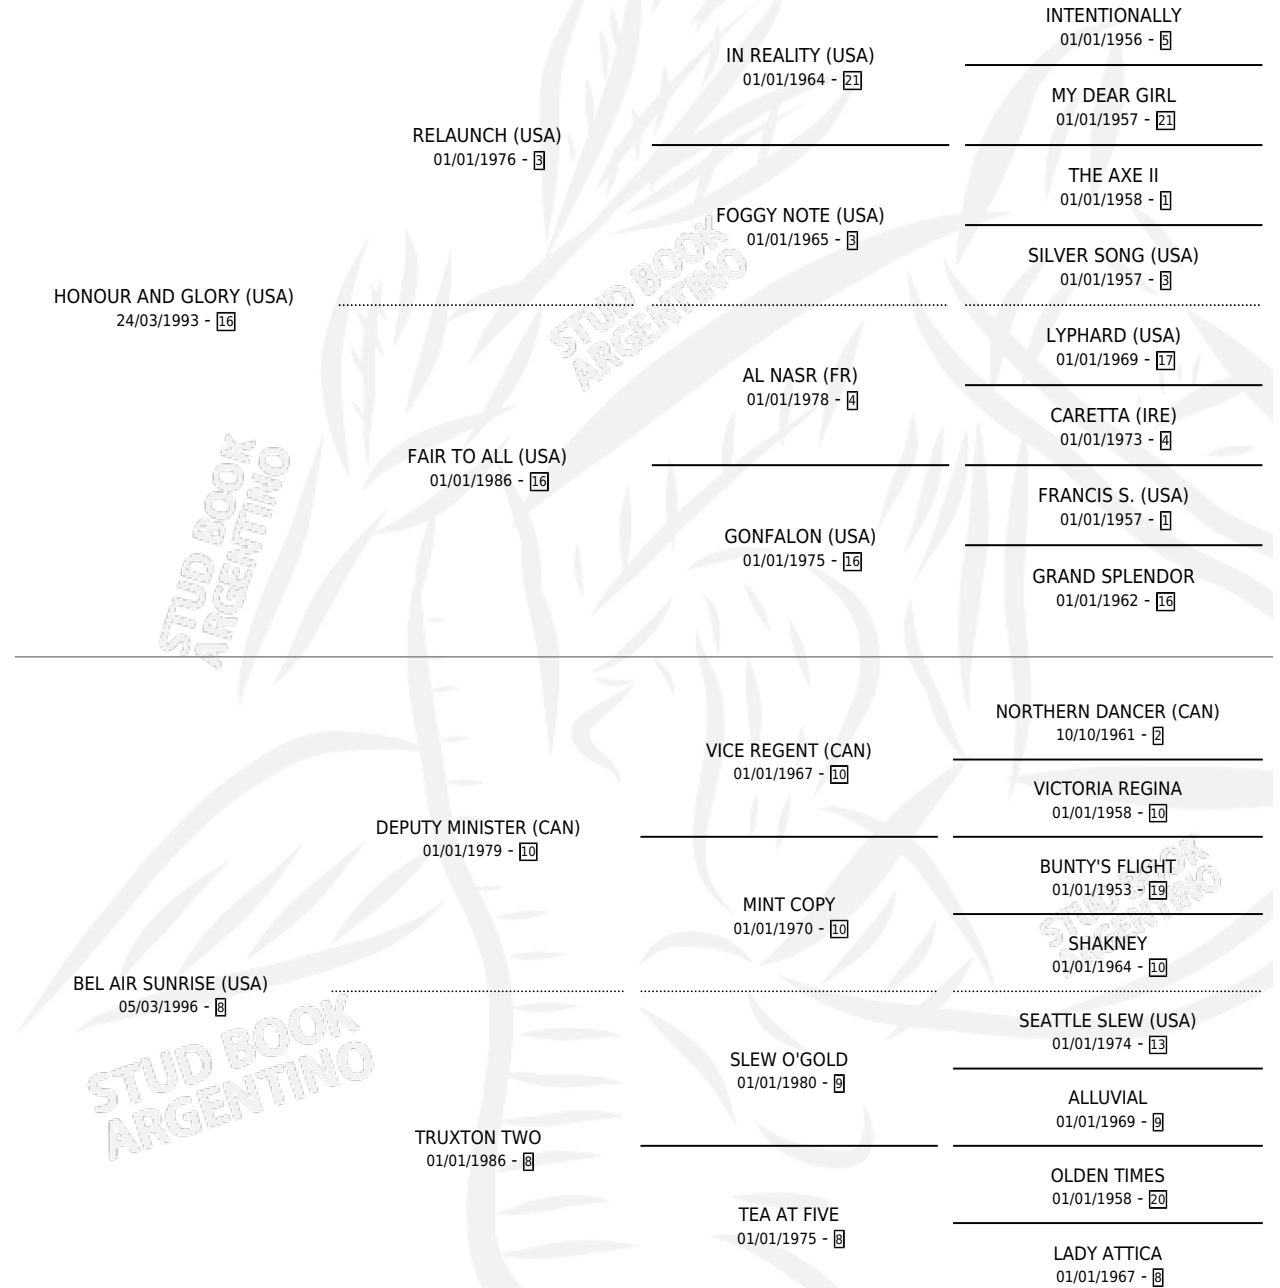 INTENTIONALLY
01/01/1956 - 5
IN REALITY (USA)
01/01/1964 - 21
MY DEAR GIRL
01/01/1957 - 21
RELAUNCH (USA)
01/01/1976 - 3
THE AXE II
01/01/1958 - 1
FOGGY NOTE (USA)
01/01/1965 - 3
SILVER SONG (USA)
01/01/1957 - 3
HONOUR AND GLORY (USA)
24/03/1993 - 16
LYPHARD (USA)
01/01/1969 - 17
AL NASR (FR)
01/01/1978 - 4
CARETTA (IRE)
01/01/1973 - 4
FAIR TO ALL (USA)
01/01/1986 - 16
FRANCIS S. (USA)
01/01/1957 - 1
GONFALON (USA)
01/01/1975 - 16
GRAND SPLENDOR
01/01/1962 - 16
NORTHERN DANCER (CAN)
10/10/1961 - 2
VICE REGENT (CAN)
01/01/1967 - 10
VICTORIA REGINA
01/01/1958 - 10
DEPUTY MINISTER (CAN)
01/01/1979 - 10
BUNTY'S FLIGHT
01/01/1953 - 19
MINT COPY
01/01/1970 - 10
SHAKNEY
01/01/1964 - 10
BEL AIR SUNRISE (USA)
05/03/1996 - 8
SEATTLE SLEW (USA)
01/01/1974 - 13
SLEW O'GOLD
01/01/1980 - 9
ALLUVIAL
01/01/1969 - 9
TRUXTON TWO
01/01/1986 - 8
OLDEN TIMES
01/01/1958 - 20
TEA AT FIVE
01/01/1975 - 8
LADY ATTICA
01/01/1967 - 8
STUD BOOK
ARGENTINO
STUD BOOK
ARGENTINO
STUD BOOK
ARGENTINO
STUD BOOK
ARGENTINO